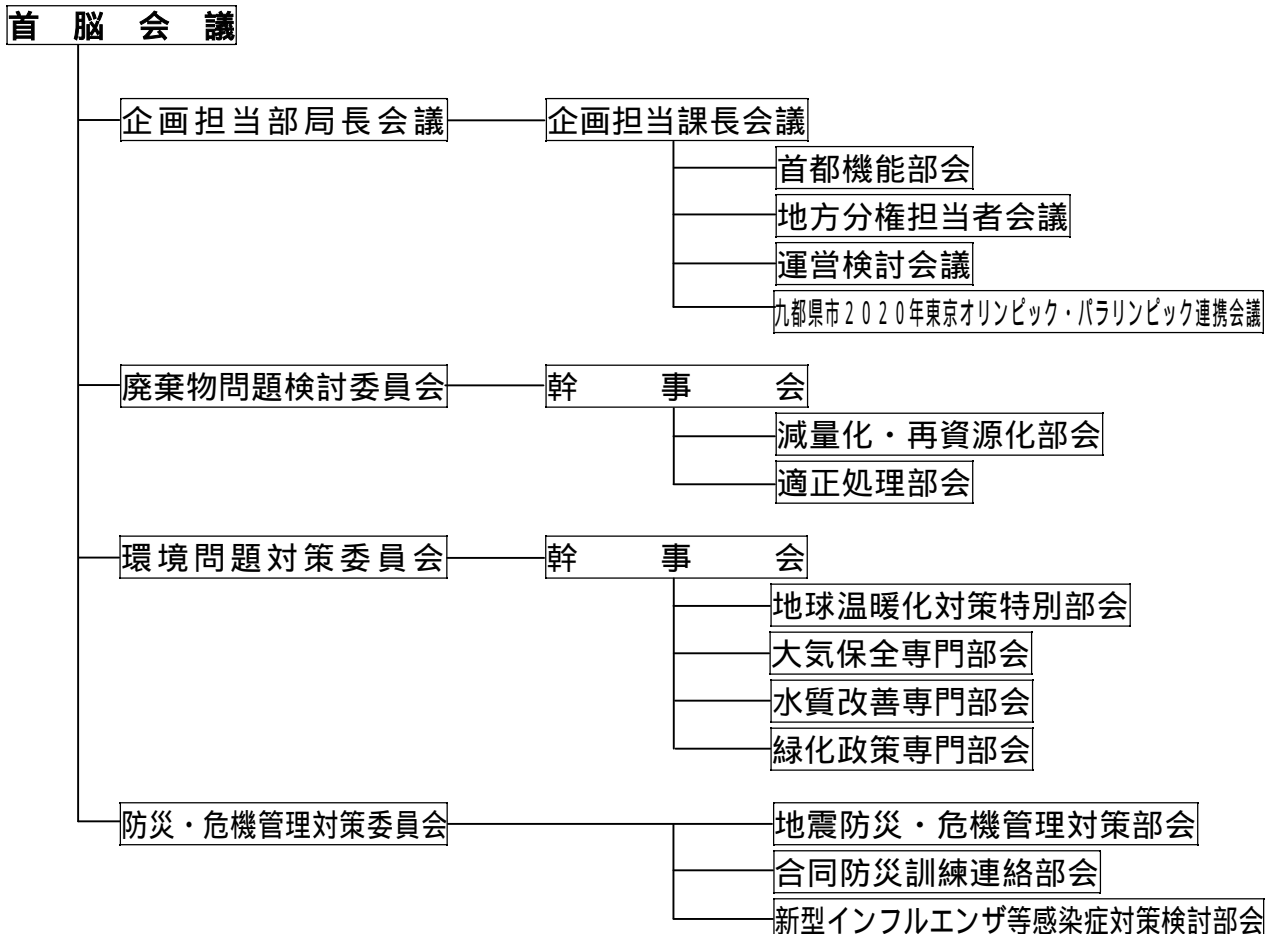 首脳会議
企画担当部局長会議
企画担当課長会議
首都機能部会
地方分権担当者会議
運営検討会議
九都県市２０２０年東京オリンピック・パラリンピック連携会議
廃棄物問題検討委員会
幹事会
減量化・再資源化部会
適正処理部会
環境問題対策委員会
幹事会
地球温暖化対策特別部会
大気保全専門部会
水質改善専門部会
緑化政策専門部会
防災・危機管理対策委員会
地震防災・危機管理対策部会
合同防災訓練連絡部会
新型インフルエンザ等感染症対策検討部会